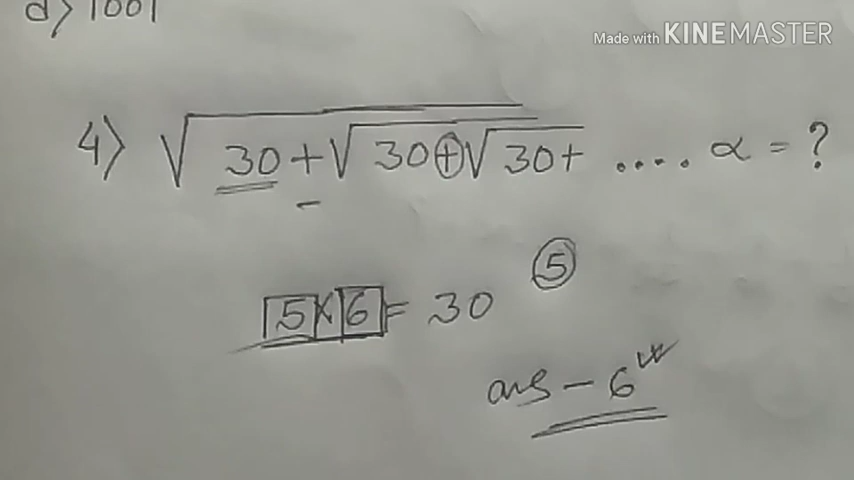 d> 1001
Made with KINEMASTER
4> √30+√30+√30+ .... α = ?
5
5×6= 30
ans - 6